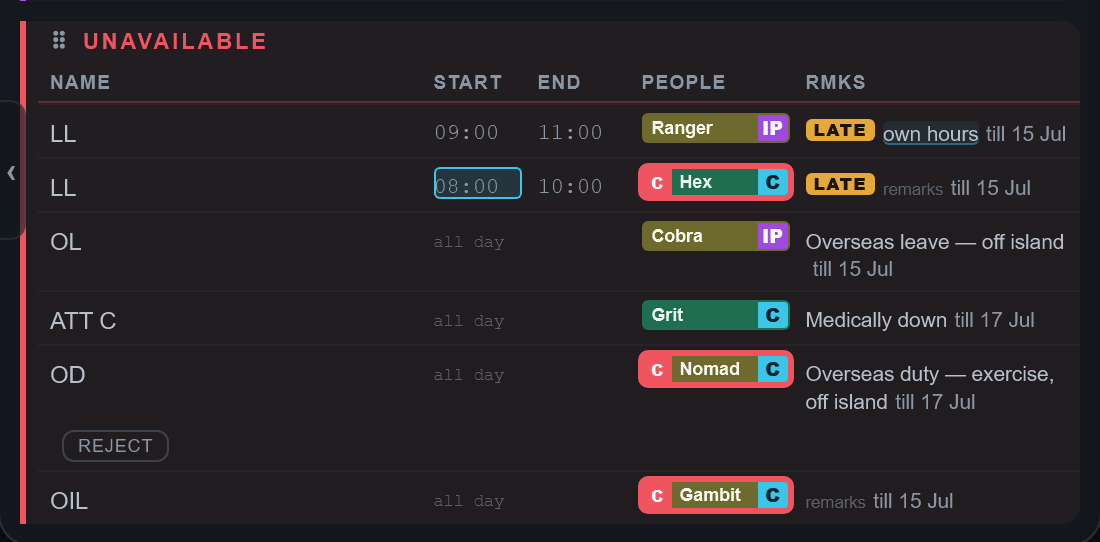 UNAVAILABLE
NAME START END PEOPLE RMKS
LL 09:00 11:00 Ranger IP LATE own hours till 15 Jul
LL 08:00 10:00 C Hex C LATE remarks till 15 Jul
OL all day Cobra IP Overseas leave — off island
till 15 Jul
ATT C all day Grit C Medically down till 17 Jul
OD all day C Nomad C Overseas duty — exercise,
off island till 17 Jul
REJECT
OIL all day C Gambit C remarks till 15 Jul